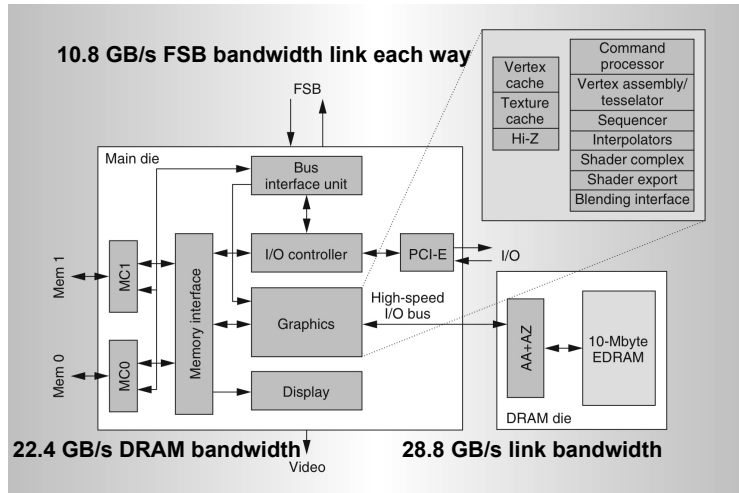 10.8 GB/s FSB bandwidth link each way
FSB
Main die
Bus
interface unit
I/O controller
PCI-E
I/O
Mem 1
MC1
Memory interface
Graphics
High-speed
I/O bus
Mem 0
MC0
Display
Video
22.4 GB/s DRAM bandwidth
Vertex
cache
Texture
cache
Hi-Z
Command
processor
Vertex assembly/
tesselator
Sequencer
Interpolators
Shader complex
Shader export
Blending interface
AA+AZ
10-Mbyte
EDRAM
DRAM die
28.8 GB/s link bandwidth